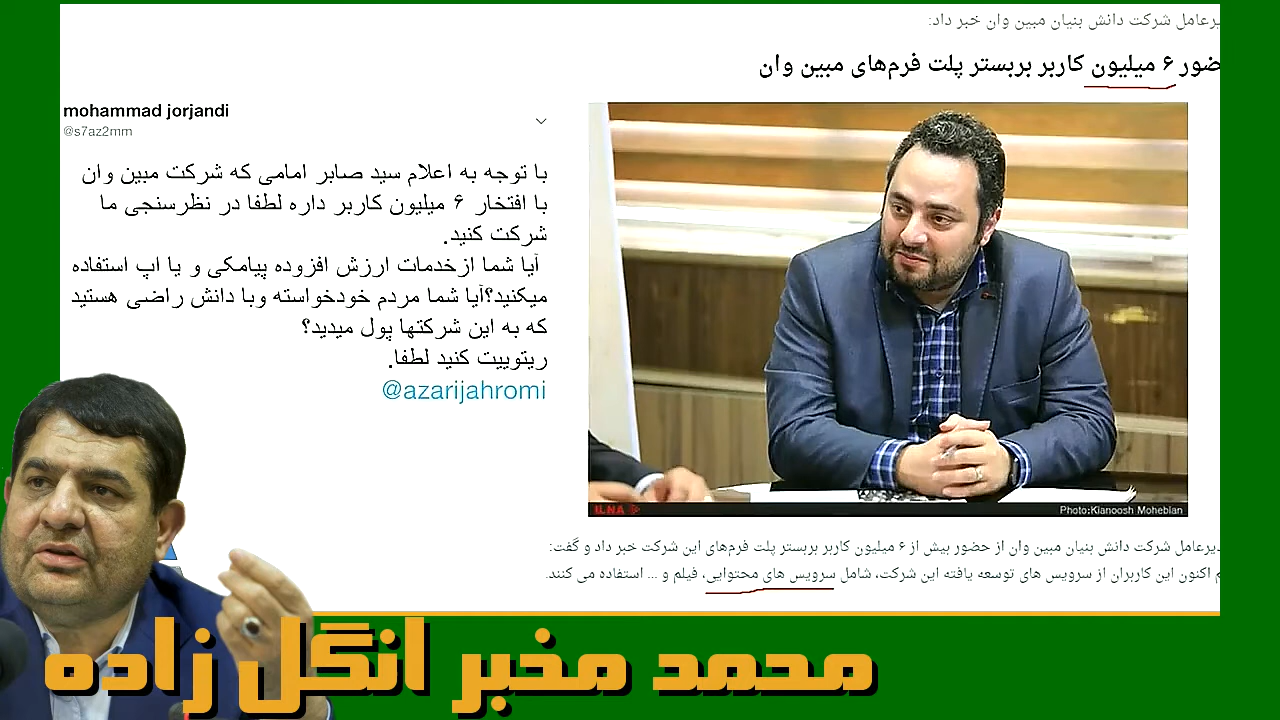 یرعامل شرکت دانش بنیان مبین وان خبر داد:
ضور ۶ میلیون کاربر بربستر پلت فرم‌های مبین وان
mohammad jorjandi
@s7az2mm
با توجه به اعلام سید صابر امامی که شرکت مبین وان
با افتخار ۶ میلیون کاربر داره لطفا در نظرسنجی ما
شرکت کنید.
آیا شما ازخدمات ارزش افزوده پیامکی و یا اپ استفاده
میکنید؟آیا شما مردم خودخواسته وبا دانش راضی هستید
که به این شرکتها پول میدید؟
ریتوییت کنید لطفا.
@azarijahromi
ILNA
Photo:Kianoosh Mohebian
دیرعامل شرکت دانش بنیان مبین وان از حضور بیش از ۶ میلیون کاربر بربستر پلت فرم‌های این شرکت خبر داد و گفت:
م اکنون این کاربران از سرویس های توسعه یافته این شرکت، شامل سرویس های محتوایی، فیلم و ... استفاده می کنند.
محمد مخبر انگل زاده